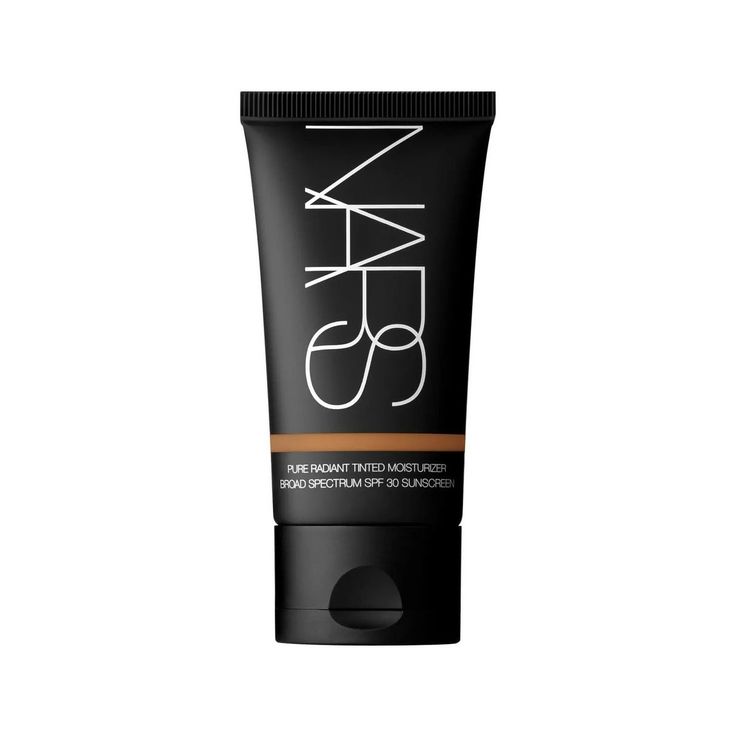 NARS
PURE RADIANT TINTED MOISTURIZER
BROAD SPECTRUM SPF 30 SUNSCREEN